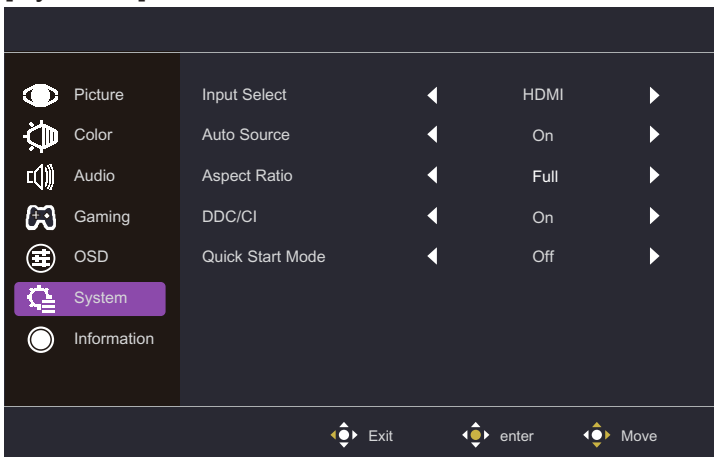 Picture Input Select HDMI
Color Auto Source On
Audio Aspect Ratio Full
Gaming DDC/CI On
OSD Quick Start Mode Off
System
Information
Exit enter Move